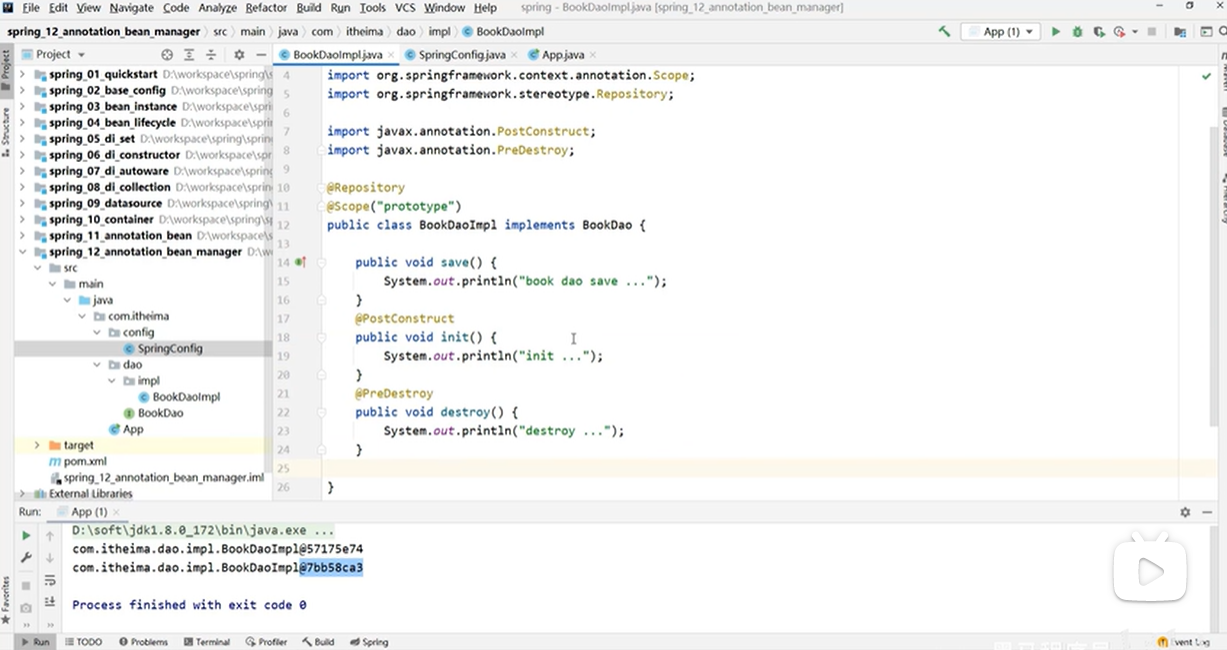 File Edit View Navigate Code Analyze Refactor Build Run Tools VCS Window Help spring - BookDaoImpl.java [spring_12_annotation_bean_manager]
spring_12_annotation_bean_manager src main java com itheima dao impl BookDaoImpl App (1)
Project BookDaoImpl.java SpringConfig.java App.java
spring_01_quickstart D:\workspace\spring
spring_02_base_config D:\workspace\spring
spring_03_bean_instance D:\workspace\
spring_04_bean_lifecycle D:\workspace\s
spring_05_di_set D:\workspace\spring
spring_06_di_constructor D:\workspace\s
spring_07_di_autoware D:\workspace\s
spring_08_di_collection D:\workspace\s
spring_09_datasource D:\workspace\s
spring_10_container D:\workspace\spring
spring_11_annotation_bean D:\workspa
spring_12_annotation_bean_manager D:\w
src
main
java
com.itheima
config
SpringConfig
dao
impl
BookDaoImpl
BookDao
App
target
pom.xml
spring_12_annotation_bean_manager.iml
External Libraries
Project
Structure
Favorites
4 import org.springframework.context.annotation.Scope;
5 import org.springframework.stereotype.Repository;
6
7 import javax.annotation.PostConstruct;
8 import javax.annotation.PreDestroy;
9
10 @Repository
11 @Scope("prototype")
12 public class BookDaoImpl implements BookDao {
13
14 public void save() {
15 System.out.println("book dao save ...");
16 }
17 @PostConstruct
18 public void init() {
19 System.out.println("init ...");
20 }
21 @PreDestroy
22 public void destroy() {
23 System.out.println("destroy ...");
24 }
25
26 }
Run: App (1)
D:\soft\jdk1.8.0_172\bin\java.exe ...
com.itheima.dao.impl.BookDaoImpl@57175e74
com.itheima.dao.impl.BookDaoImpl@7bb58ca3
Process finished with exit code 0
Run TODO Problems Terminal Profiler Build Spring Event Log